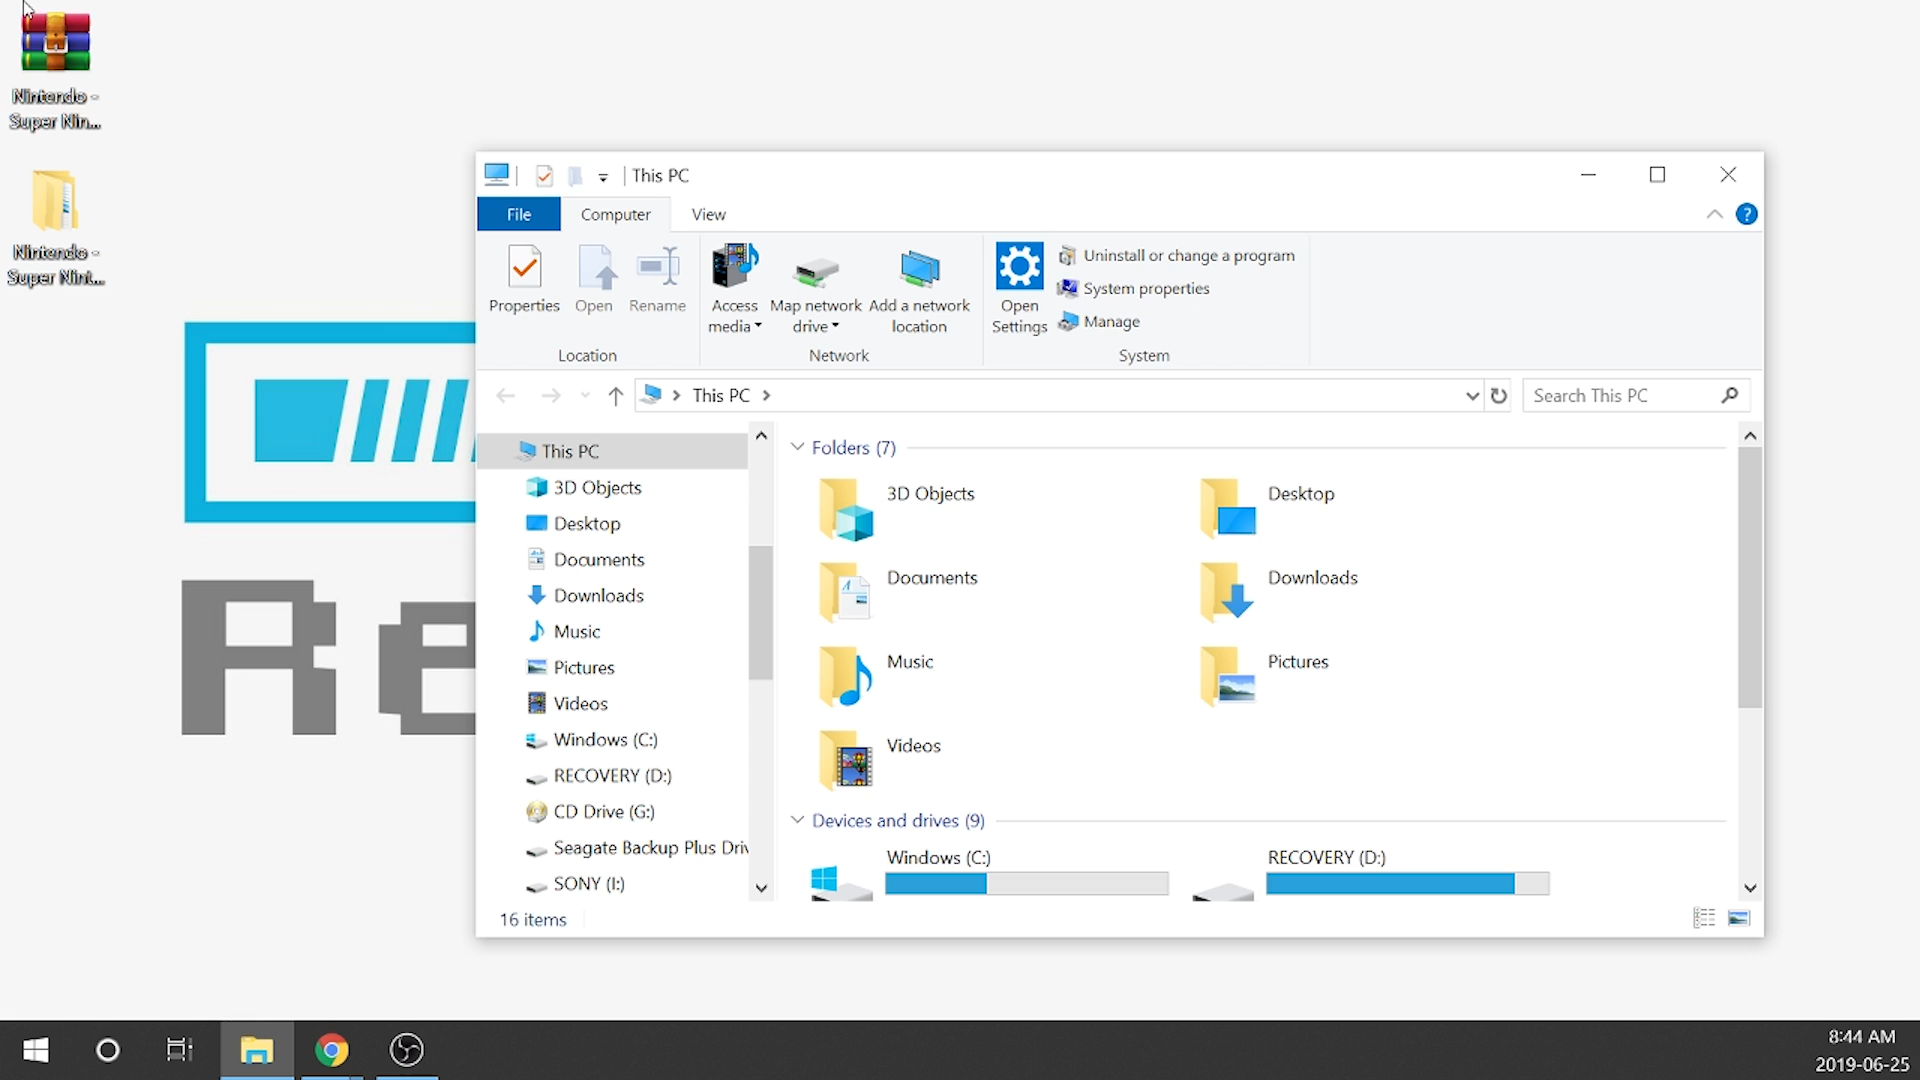 Nintendo -
Super Nin...
Nintendo -
Super Nint...
Re
This PC
File
Computer
View
?
Properties
Open
Rename
Access
media
Map network
drive
Add a network
location
Open
Settings
Uninstall or change a program
System properties
Manage
Location
Network
System
This PC
Search This PC
This PC
3D Objects
Desktop
Documents
Downloads
Music
Pictures
Videos
Windows (C:)
RECOVERY (D:)
CD Drive (G:)
Seagate Backup Plus Driv
SONY (I:)
Folders (7)
3D Objects
Desktop
Documents
Downloads
Music
Pictures
Videos
Devices and drives (9)
Windows (C:)
RECOVERY (D:)
16 items
8:44 AM
2019-06-25